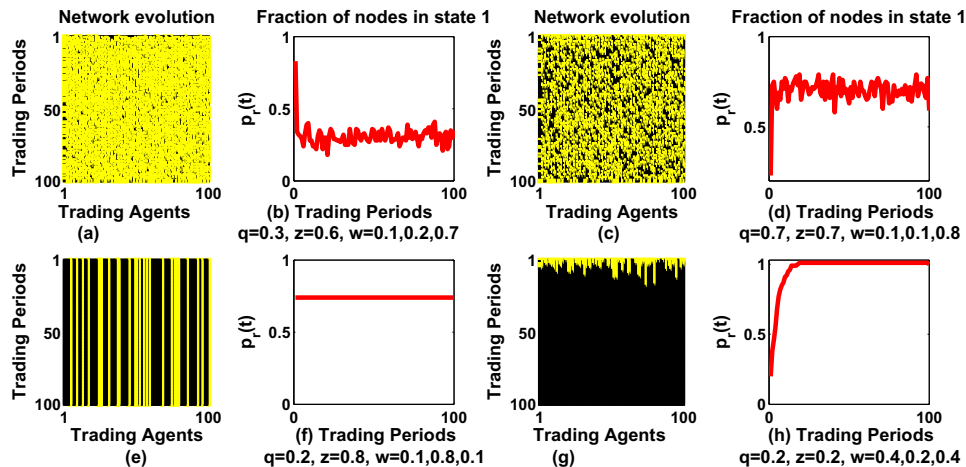 Network evolution
Fraction of nodes in state 1
Network evolution
Fraction of nodes in state 1
Trading Periods
1
50
100
1
100
Trading Agents
(a)
p_r(t)
1
0.5
0
0
100
(b) Trading Periods
q=0.3, z=0.6, w=0.1,0.2,0.7
Trading Periods
1
50
100
1
100
Trading Agents
(c)
p_r(t)
1
0.5
0
100
(d) Trading Periods
q=0.7, z=0.7, w=0.1,0.1,0.8
Trading Periods
1
50
100
1
100
Trading Agents
(e)
p_r(t)
1
0.5
0
0
100
(f) Trading Periods
q=0.2, z=0.8, w=0.1,0.8,0.1
Trading Periods
1
50
100
1
100
Trading Agents
(g)
p_r(t)
1
0.5
0
0
100
(h) Trading Periods
q=0.2, z=0.2, w=0.4,0.2,0.4